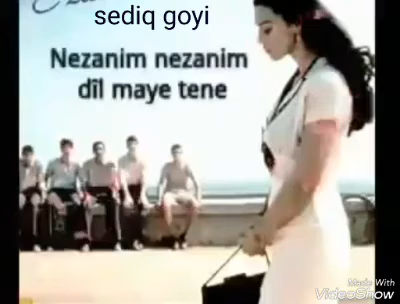 sediq goyi
Nezanim nezanim
dîl maye tene
Made With
VideoShow